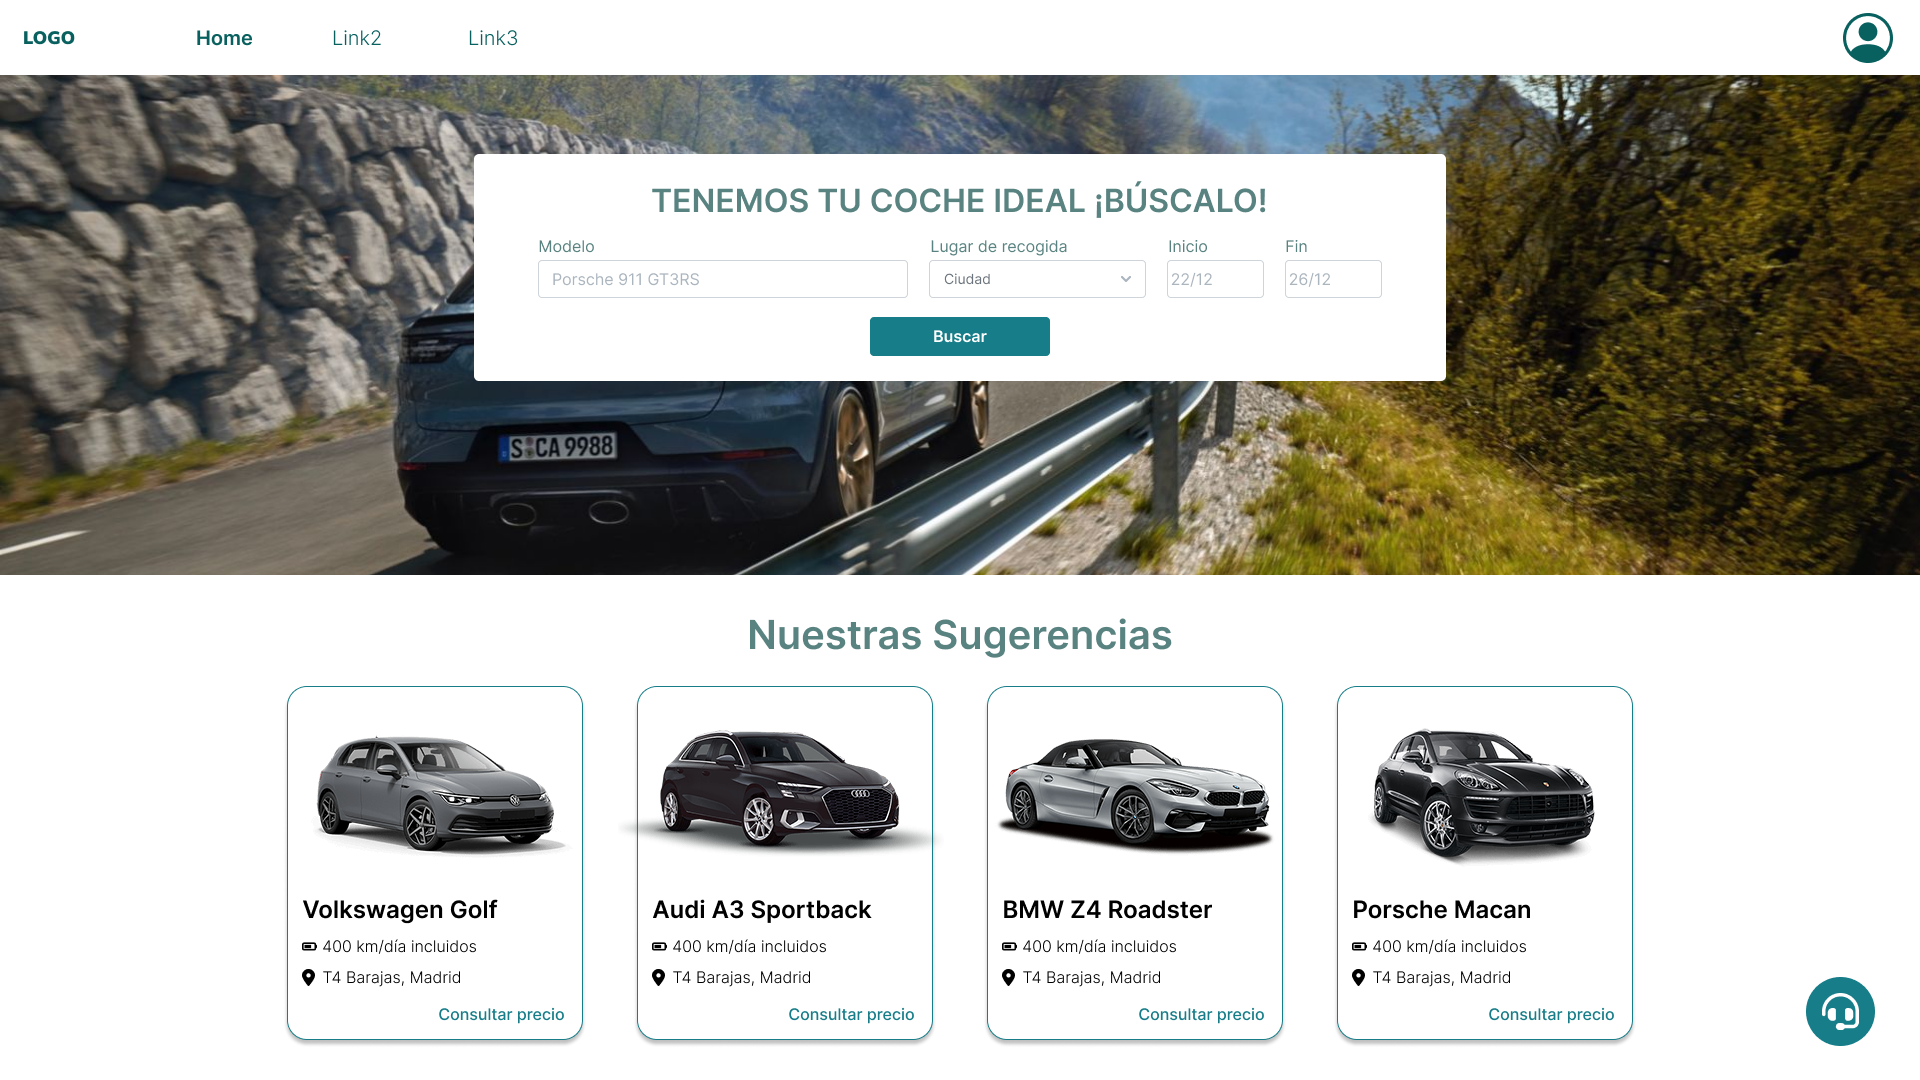 LOGO Home Link2 Link3
TENEMOS TU COCHE IDEAL ¡BÚSCALO!
Modelo Lugar de recogida Inicio Fin
Porsche 911 GT3RS Ciudad 22/12 26/12
Buscar
S CA 9988
Nuestras Sugerencias
Volkswagen Golf
400 km/día incluidos
T4 Barajas, Madrid
Consultar precio
Audi A3 Sportback
400 km/día incluidos
T4 Barajas, Madrid
Consultar precio
BMW Z4 Roadster
400 km/día incluidos
T4 Barajas, Madrid
Consultar precio
Porsche Macan
400 km/día incluidos
T4 Barajas, Madrid
Consultar precio